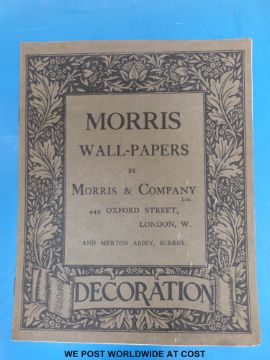 MORRIS
WALL-PAPERS
BY
MORRIS & COMPANY
Ltd.
449 OXFORD STREET,
LONDON, W.
AND MERTON ABBEY, SURREY.
DECORATION
WE POST WORLDWIDE AT COST